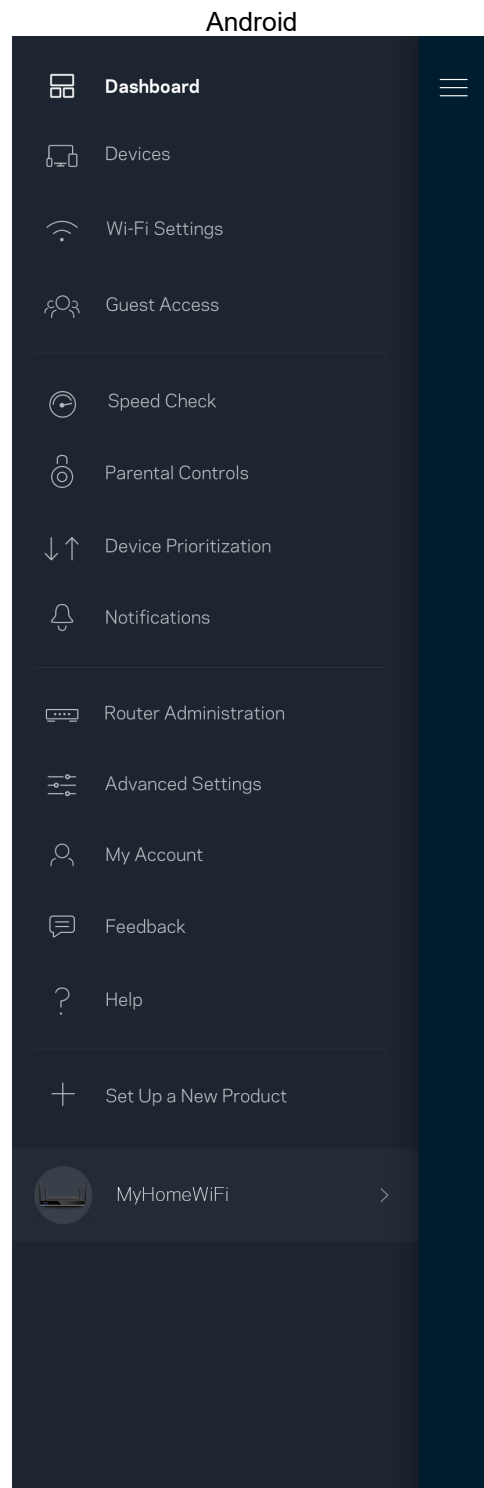 Android
Dashboard
Devices
Wi-Fi Settings
Guest Access
Speed Check
Parental Controls
Device Prioritization
Notifications
Router Administration
Advanced Settings
My Account
Feedback
Help
Set Up a New Product
MyHomeWiFi